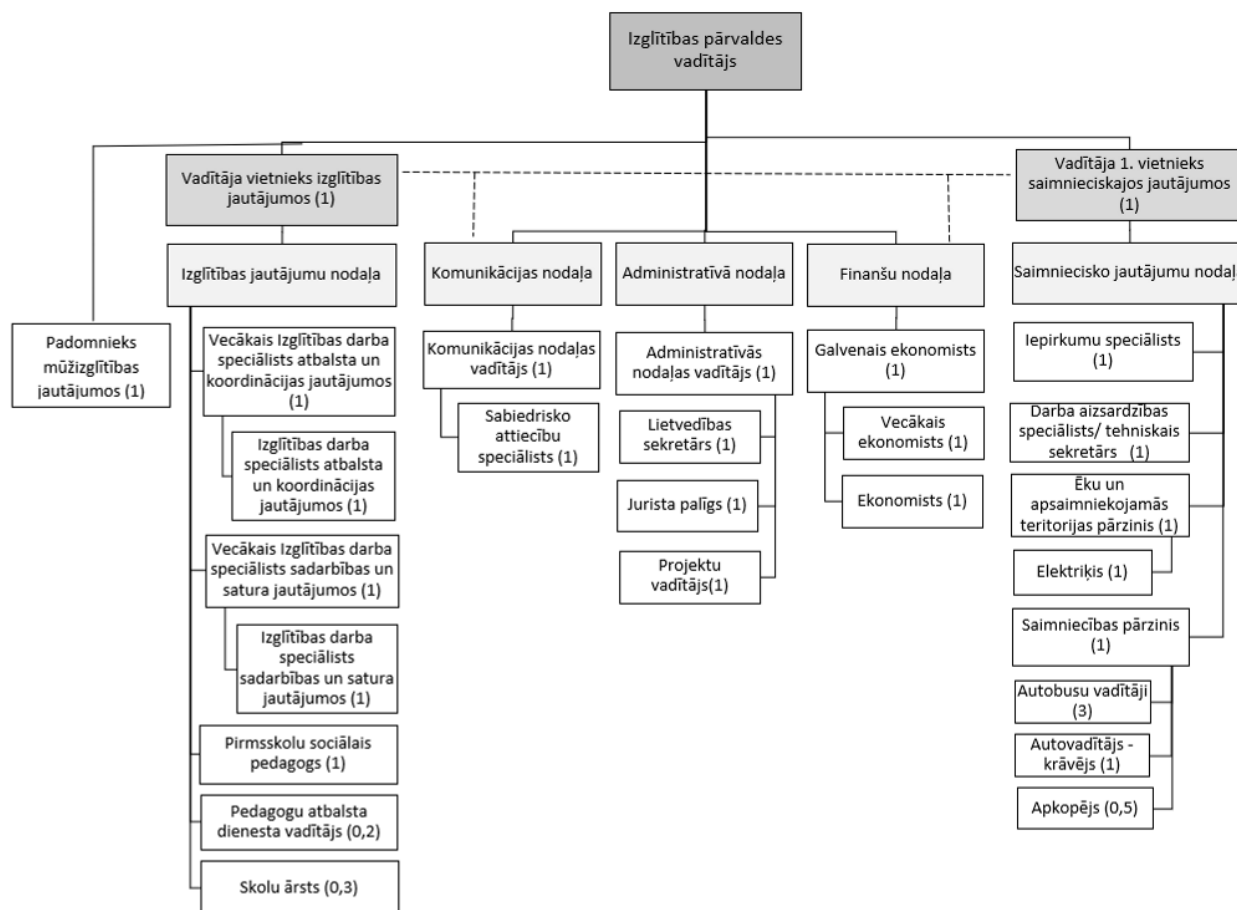 Izglītības pārvaldes
vadītājs
Vadītāja vietnieks izglītības
jautājumos (1)
Vadītāja 1. vietnieks
saimnieciskajos jautājumos
(1)
Izglītības jautājumu nodaļa
Komunikācijas nodaļa
Administratīvā nodaļa
Finanšu nodaļa
Saimniecisko jautājumu nodaļa
Padomnieks
mūžizglītības
jautājumos (1)
Vecākais Izglītības darba
speciālists atbalsta un
koordinācijas jautājumos
(1)
Izglītības darba
speciālists atbalsta
un koordinācijas
jautājumos (1)
Vecākais Izglītības darba
speciālists sadarbības un
satura jautājumos (1)
Izglītības darba
speciālists
sadarbības un satura
jautājumos (1)
Pirmsskolu sociālais
pedagogs (1)
Pedagogu atbalsta
dienesta vadītājs (0,2)
Skolu ārsts (0,3)
Komunikācijas nodaļas
vadītājs (1)
Sabiedrisko
attiecību
speciālists (1)
Administratīvās
nodaļas vadītājs (1)
Lietvedības
sekretārs (1)
Jurista palīgs (1)
Projektu
vadītājs(1)
Galvenais ekonomists
(1)
Vecākais
ekonomists (1)
Ekonomists (1)
Iepirkumu speciālists
(1)
Darba aizsardzības
speciālists/ tehniskais
sekretārs (1)
Ēku un
apsaimniekojamās
teritorijas pārzinis (1)
Elektriķis (1)
Saimniecības pārzinis
(1)
Autobusu vadītāji
(3)
Autovadītājs -
krāvējs (1)
Apkopējs (0,5)